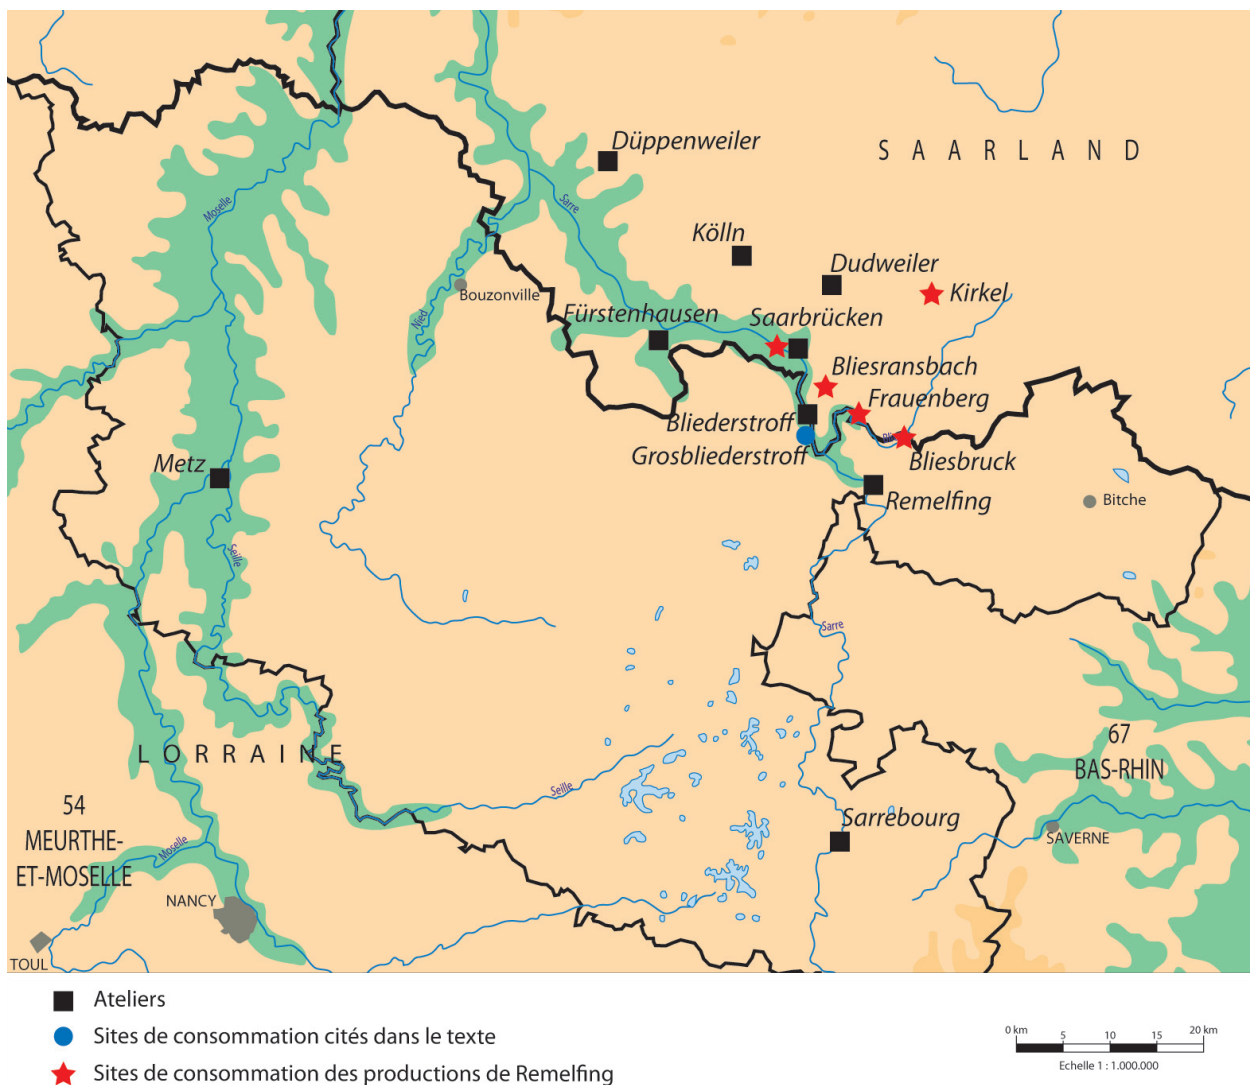 Düppenweiler
SAARLAND
Moselle
Sarre
Kölln
Dudweiler
Kirkel
Bouzonville
Nied
Fürstenhausen
Saarbrücken
Bliesransbach
Frauenberg
Bliederstroff
Grosbliederstroff
Bliesbruck
Metz
Remelfing
Bitche
Seille
Sarre
LORRAINE
67
BAS-RHIN
Seille
54
MEURTHE-
ET-MOSELLE
Moselle
Sarrebourg
SAVERNE
NANCY
TOUL
Ateliers
Sites de consommation cités dans le texte
Sites de consommation des productions de Remelfing
0 km 5 10 15 20 km
Echelle 1 : 1.000.000